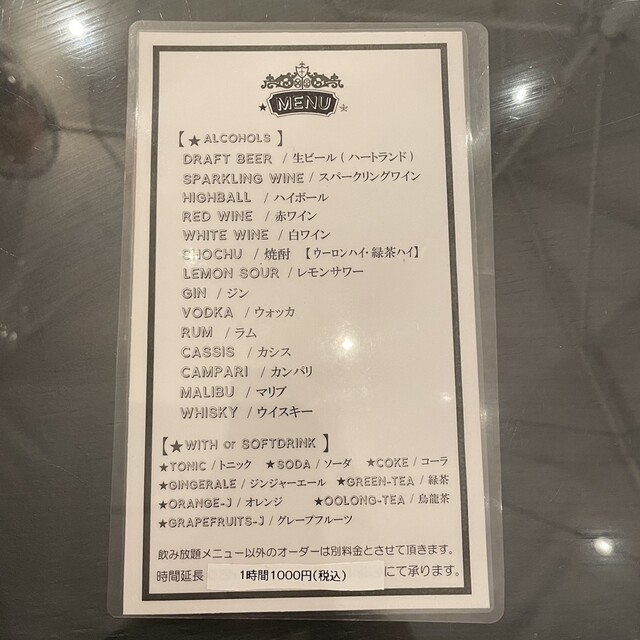 MENU
【★ALCOHOLS】
DRAFT BEER / 生ビール ( ハートランド )
SPARKLING WINE / スパークリングワイン
HIGHBALL / ハイボール
RED WINE / 赤ワイン
WHITE WINE / 白ワイン
SHOCHU / 焼酎 【ウーロンハイ・緑茶ハイ】
LEMON SOUR / レモンサワー
GIN / ジン
VODKA / ウォッカ
RUM / ラム
CASSIS / カシス
CAMPARI / カンパリ
MALIBU / マリブ
WHISKY / ウイスキー
【★WITH or SOFTDRINK】
★TONIC / トニック ★SODA / ソーダ ★COKE / コーラ
★GINGERALE / ジンジャーエール ★GREEN-TEA / 緑茶
★ORANGE-J / オレンジ ★OOLONG-TEA / 烏龍茶
★GRAPEFRUITS-J / グレープフルーツ
飲み放題メニュー以外のオーダーは別料金とさせて頂きます。
時間延長 1時間1000円(税込) にて承ります。